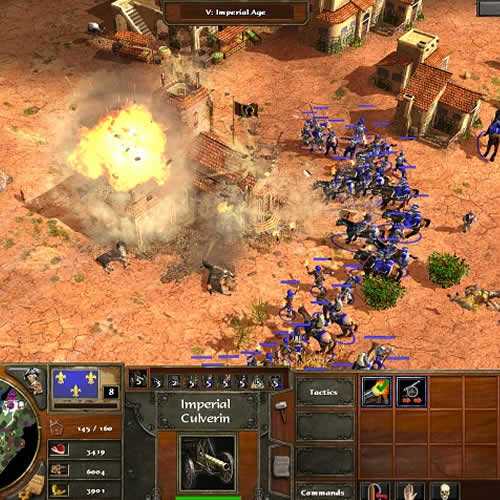 V: Imperial Age
8
Imperial
Culverin
Tactics
145 / 160
3419
6004
3901
Commands